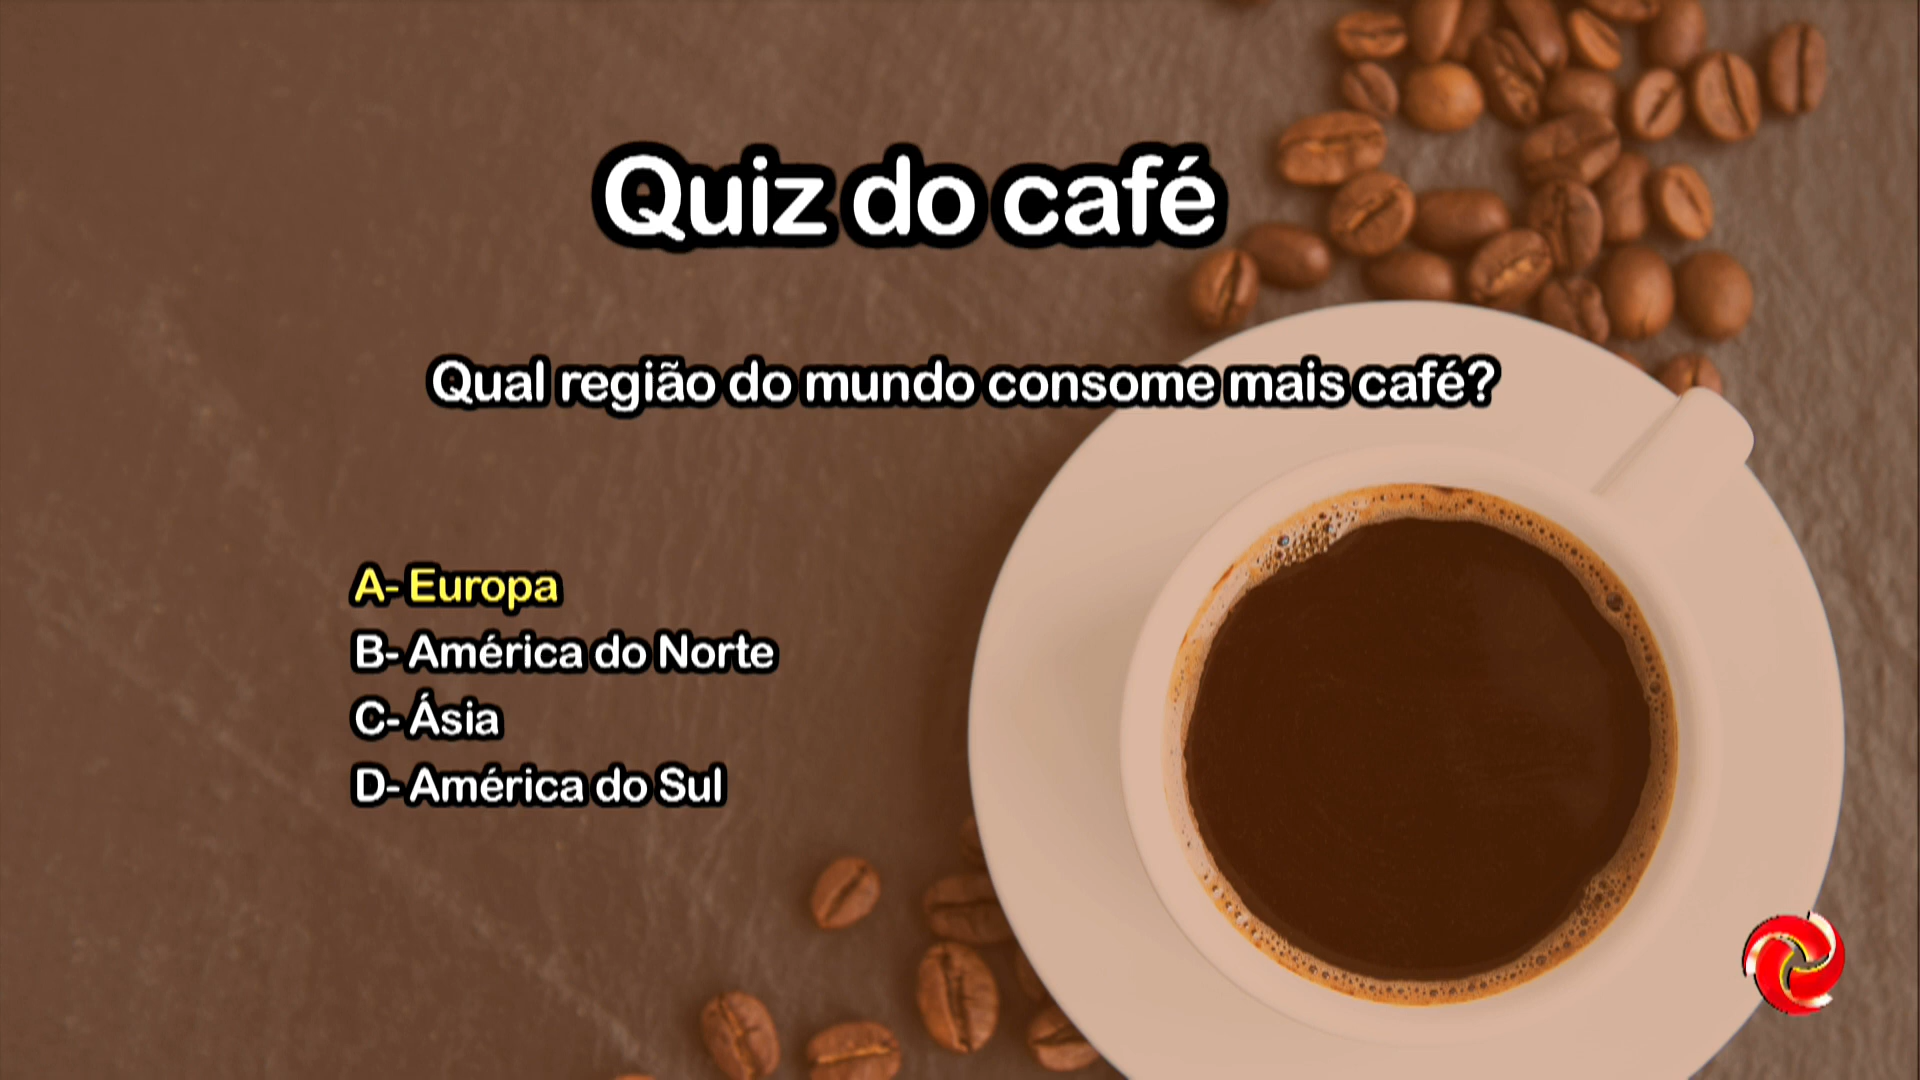 Quiz do café
Qual região do mundo consome mais café?
A- Europa
B- América do Norte
C- Ásia
D- América do Sul